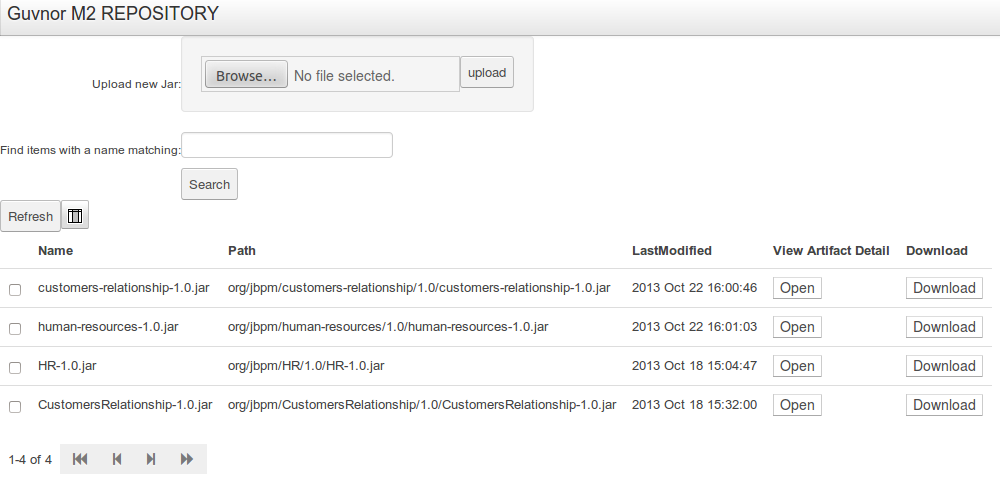 Guvnor M2 REPOSITORY
Upload new Jar: Browse... No file selected. upload
Find items with a name matching:
Search
Refresh
Name Path LastModified View Artifact Detail Download
customers-relationship-1.0.jar org/jbpm/customers-relationship/1.0/customers-relationship-1.0.jar 2013 Oct 22 16:00:46 Open Download
human-resources-1.0.jar org/jbpm/human-resources/1.0/human-resources-1.0.jar 2013 Oct 22 16:01:03 Open Download
HR-1.0.jar org/jbpm/HR/1.0/HR-1.0.jar 2013 Oct 18 15:04:47 Open Download
CustomersRelationship-1.0.jar org/jbpm/CustomersRelationship/1.0/CustomersRelationship-1.0.jar 2013 Oct 18 15:32:00 Open Download
1-4 of 4